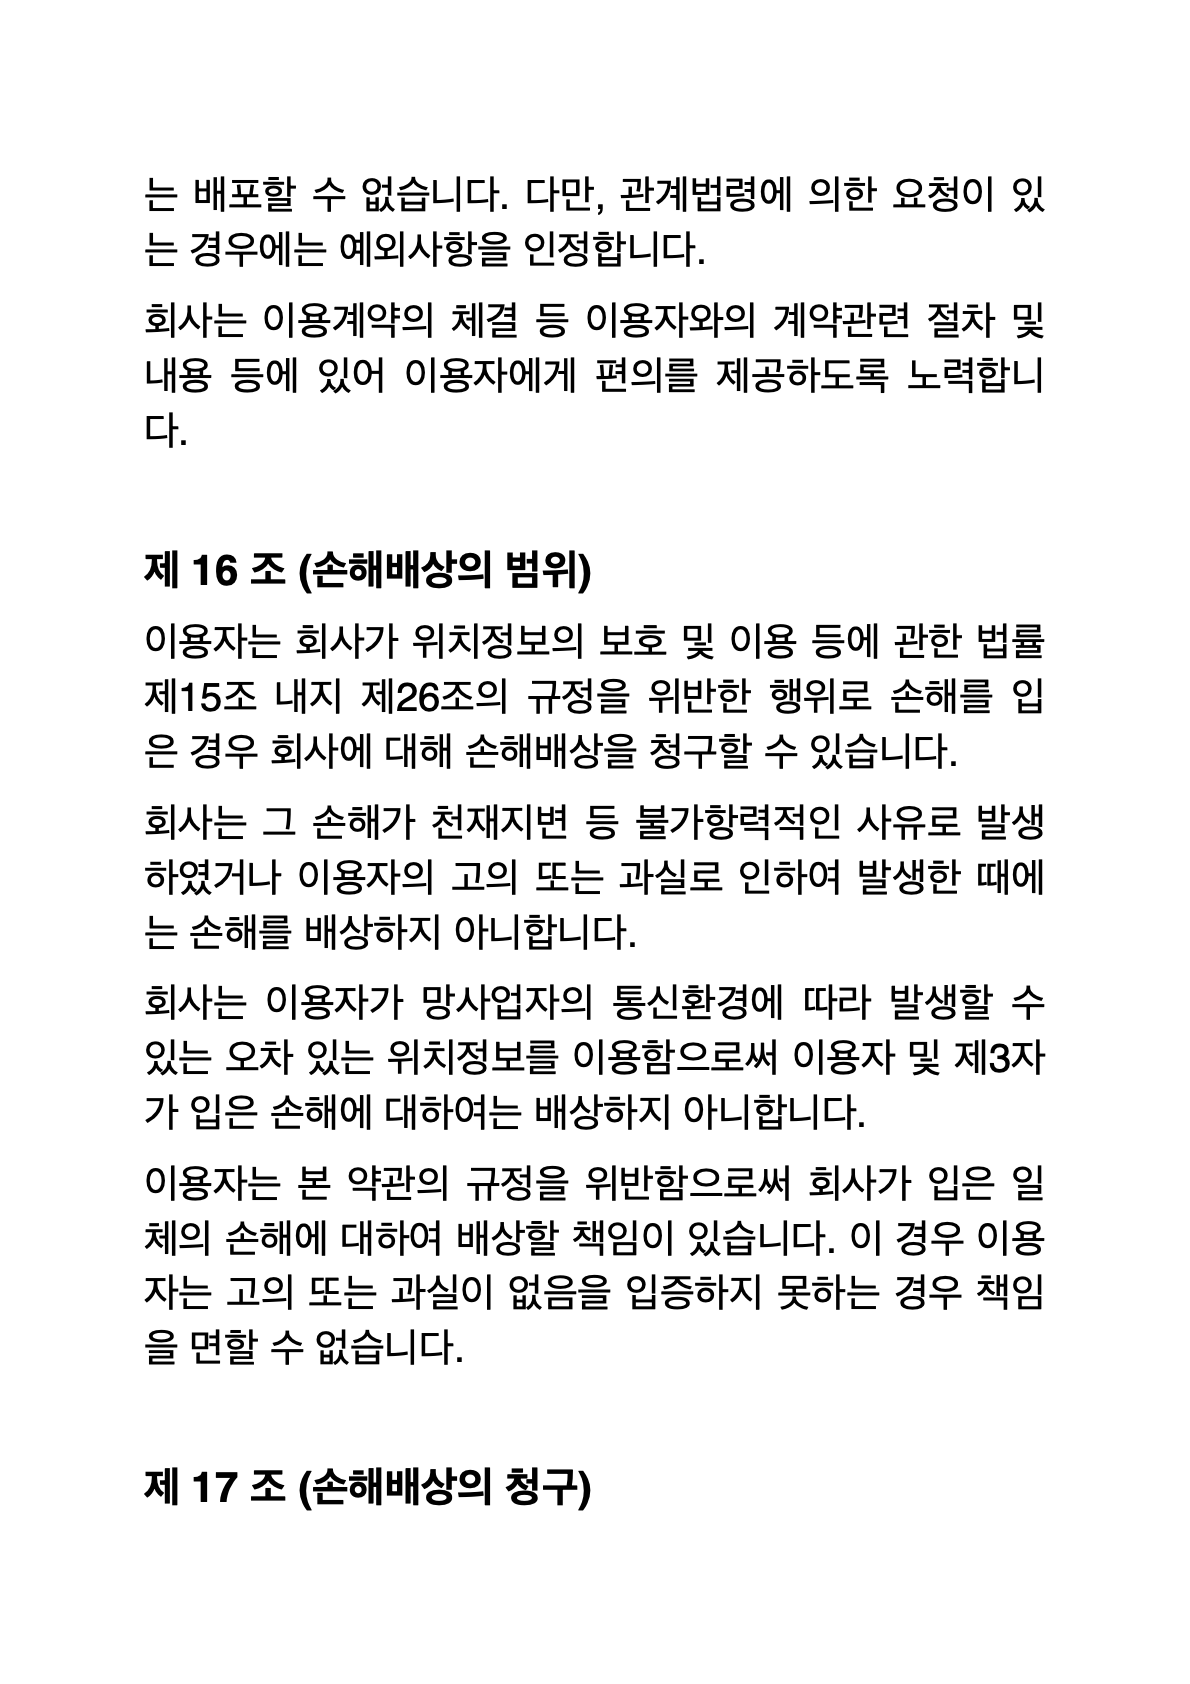 는 배포할 수 없습니다. 다만, 관계법령에 의한 요청이 있
는 경우에는 예외사항을 인정합니다.
회사는 이용계약의 체결 등 이용자와의 계약관련 절차 및
내용 등에 있어 이용자에게 편의를 제공하도록 노력합니
다.
제 16 조 (손해배상의 범위)
이용자는 회사가 위치정보의 보호 및 이용 등에 관한 법률
제15조 내지 제26조의 규정을 위반한 행위로 손해를 입
은 경우 회사에 대해 손해배상을 청구할 수 있습니다.
회사는 그 손해가 천재지변 등 불가항력적인 사유로 발생
하였거나 이용자의 고의 또는 과실로 인하여 발생한 때에
는 손해를 배상하지 아니합니다.
회사는 이용자가 망사업자의 통신환경에 따라 발생할 수
있는 오차 있는 위치정보를 이용함으로써 이용자 및 제3자
가 입은 손해에 대하여는 배상하지 아니합니다.
이용자는 본 약관의 규정을 위반함으로써 회사가 입은 일
체의 손해에 대하여 배상할 책임이 있습니다. 이 경우 이용
자는 고의 또는 과실이 없음을 입증하지 못하는 경우 책임
을 면할 수 없습니다.
제 17 조 (손해배상의 청구)